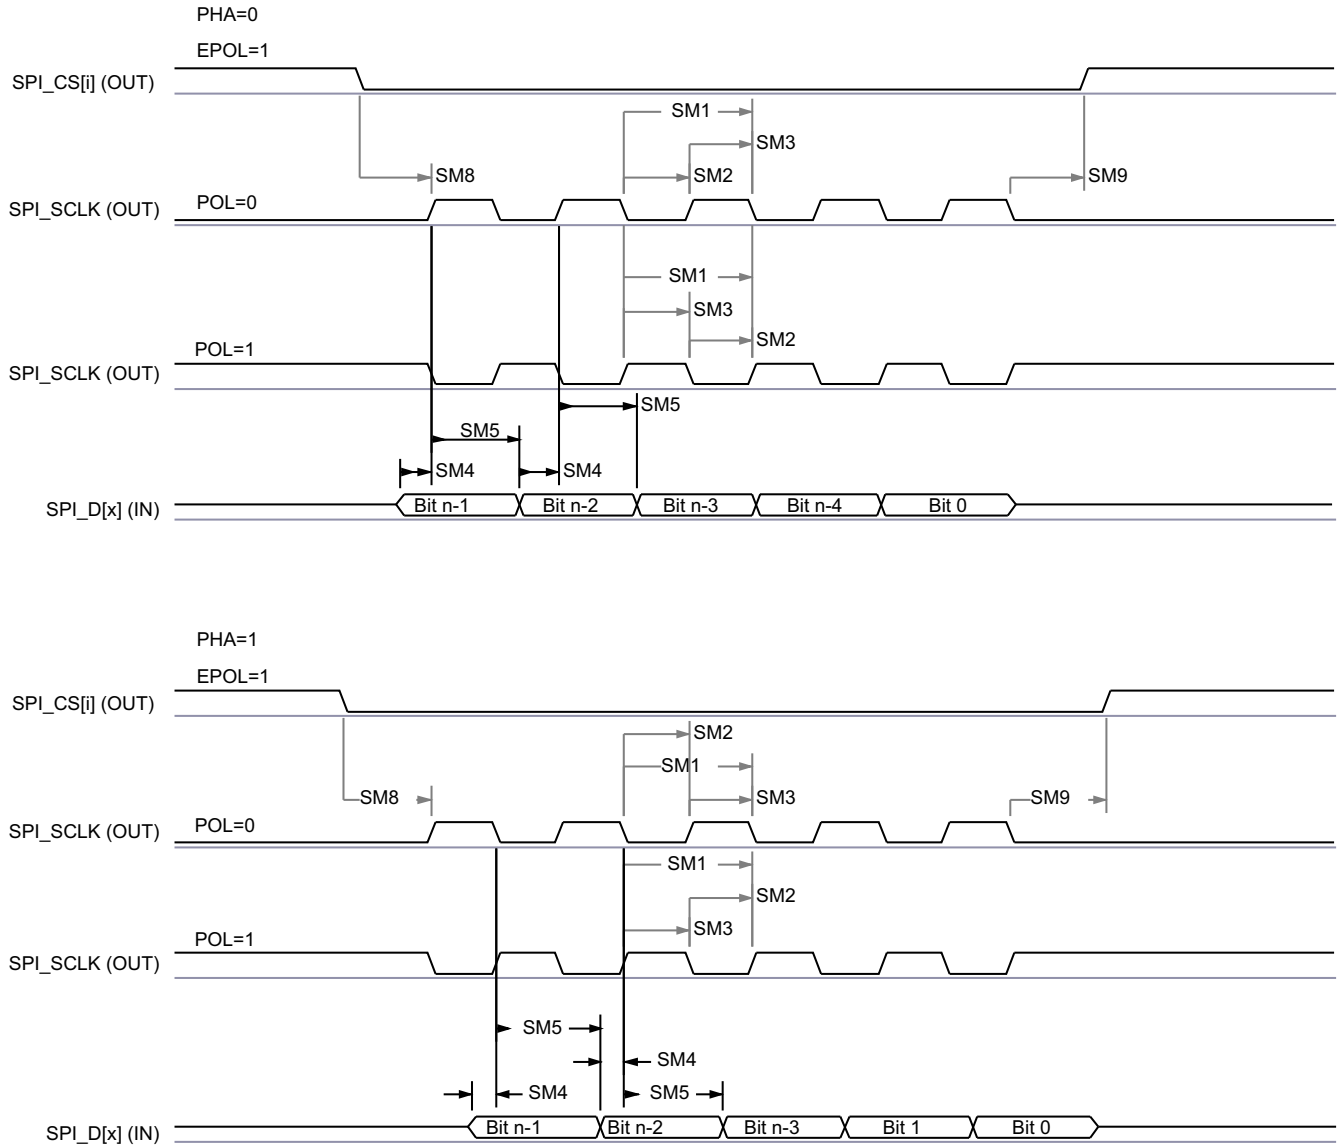 PHA=0
EPOL=1
SPI_CS[i] (OUT)
SM1
SM3
SM8
SM2
SM9
POL=0
SPI_SCLK (OUT)
SM1
SM3
SM2
POL=1
SPI_SCLK (OUT)
SM5
SM5
SM4
SM4
SPI_D[x] (IN)
Bit n-1
Bit n-2
Bit n-3
Bit n-4
Bit 0
PHA=1
EPOL=1
SPI_CS[i] (OUT)
SM2
SM1
SM8
SM3
SM9
POL=0
SPI_SCLK (OUT)
SM1
SM2
SM3
POL=1
SPI_SCLK (OUT)
SM5
SM4
SM4
SM5
SPI_D[x] (IN)
Bit n-1
Bit n-2
Bit n-3
Bit 1
Bit 0